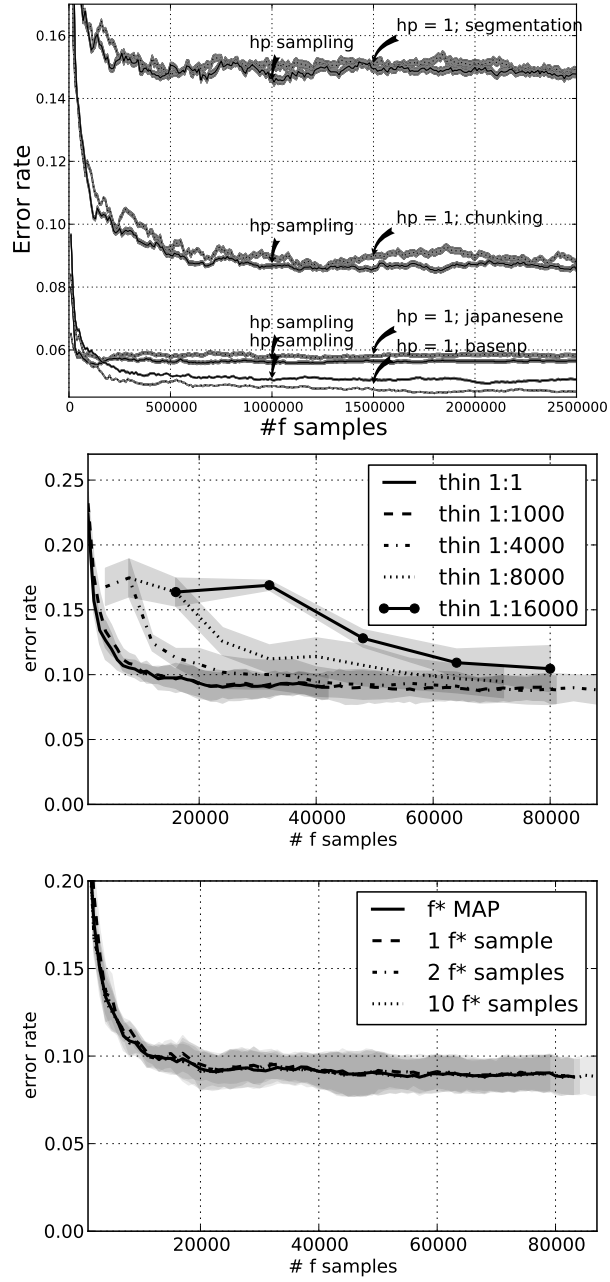 0.16
0.14
0.12
0.10
0.08
0.06
Error rate
hp sampling
hp = 1; segmentation
hp sampling
hp = 1; chunking
hp sampling
hp sampling
hp = 1; japanesene
hp = 1; basenp
0 500000 1000000 1500000 2000000 2500000
#f samples
0.25
0.20
0.15
0.10
0.05
0.00
error rate
thin 1:1
thin 1:1000
thin 1:4000
thin 1:8000
thin 1:16000
20000 40000 60000 80000
# f samples
0.20
0.15
0.10
0.05
0.00
error rate
f* MAP
1 f* sample
2 f* samples
10 f* samples
20000 40000 60000 80000
# f samples